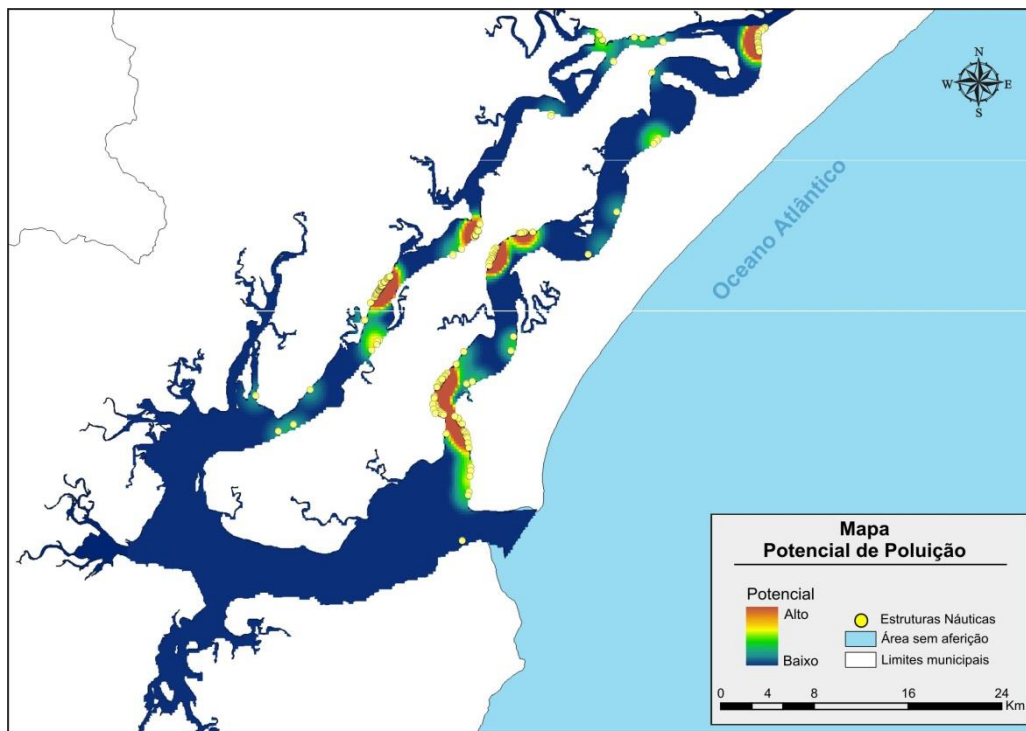 N
W E
S
Oceano Atlântico
Mapa
Potencial de Poluição
Potencial
Alto
Baixo
Estruturas Náuticas
Área sem aferição
Limites municipais
0 4 8 16 24
Km